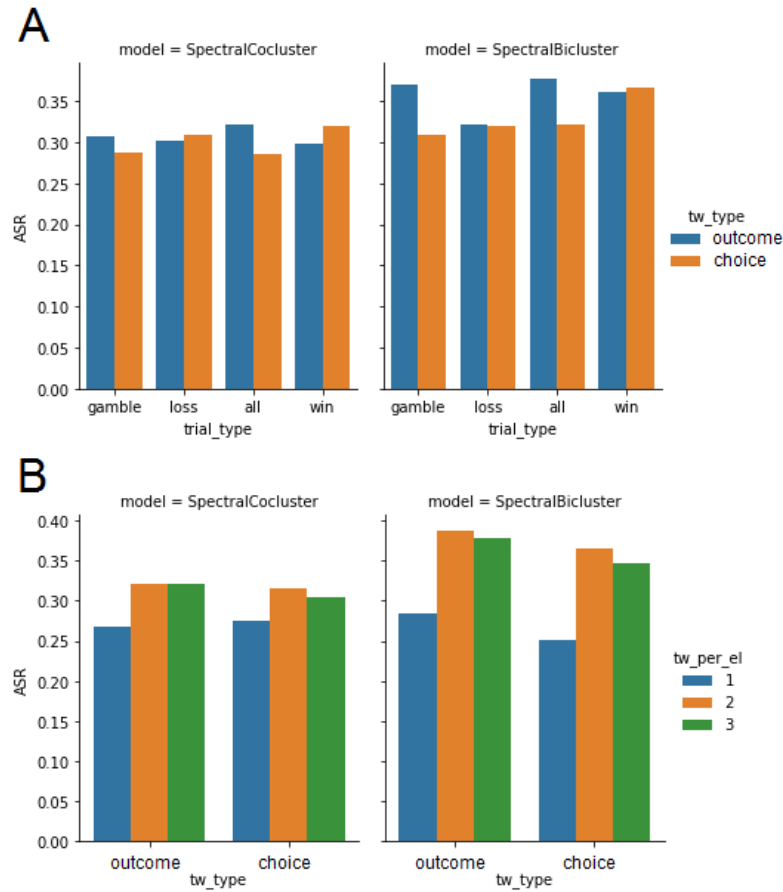 A
model = SpectralCocluster
model = SpectralBicluster
ASR
0.35
0.30
0.25
0.20
0.15
0.10
0.05
0.00
gamble loss all win
trial_type
gamble loss all win
trial_type
tw_type
outcome
choice
B
model = SpectralCocluster
model = SpectralBicluster
ASR
0.40
0.35
0.30
0.25
0.20
0.15
0.10
0.05
0.00
outcome choice
tw_type
outcome choice
tw_type
tw_per_el
1
2
3